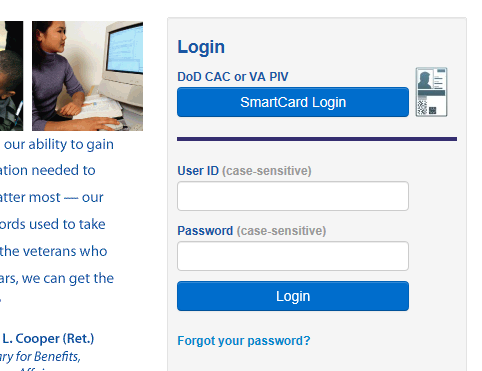 our ability to gain
ation needed to
atter most — our
ords used to take
the veterans who
ars, we can get the
L. Cooper (Ret.)
ary for Benefits,
Login
DoD CAC or VA PIV
SmartCard Login
User ID (case-sensitive)
Password (case-sensitive)
Login
Forgot your password?